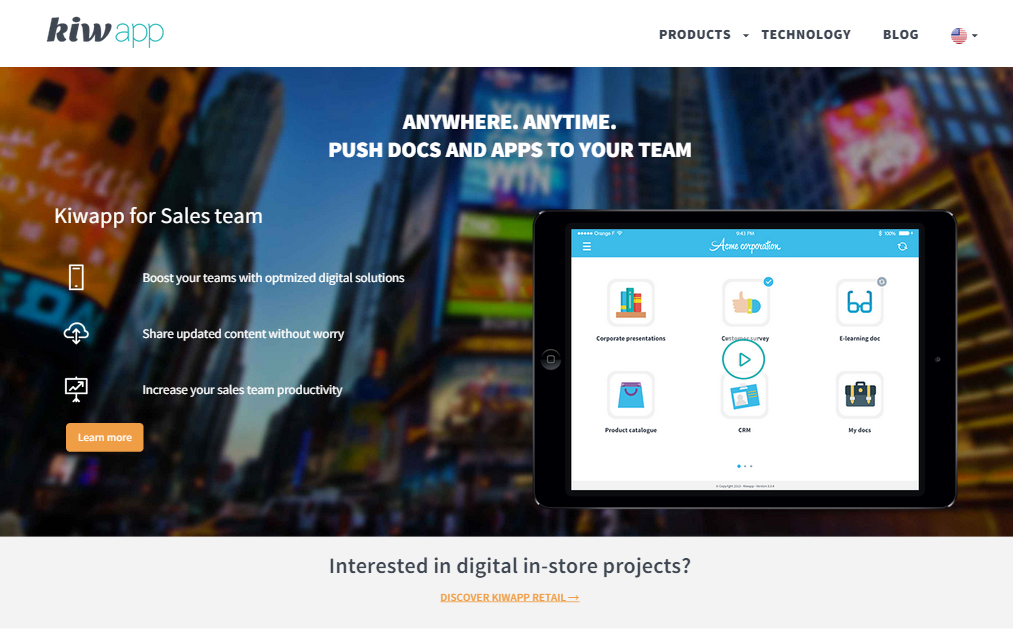 kiwapp
PRODUCTS TECHNOLOGY BLOG
ANYWHERE. ANYTIME.
PUSH DOCS AND APPS TO YOUR TEAM
WIN
Kiwapp for Sales team
Boost your teams with optmized digital solutions
Share updated content without worry
Increase your sales team productivity
Learn more
Orange F 9:43 PM 100%
Acme corporation
Corporate presentations Customer survey E-learning doc
Product catalogue CRM My docs
Interested in digital in-store projects?
DISCOVER KIWAPP RETAIL →